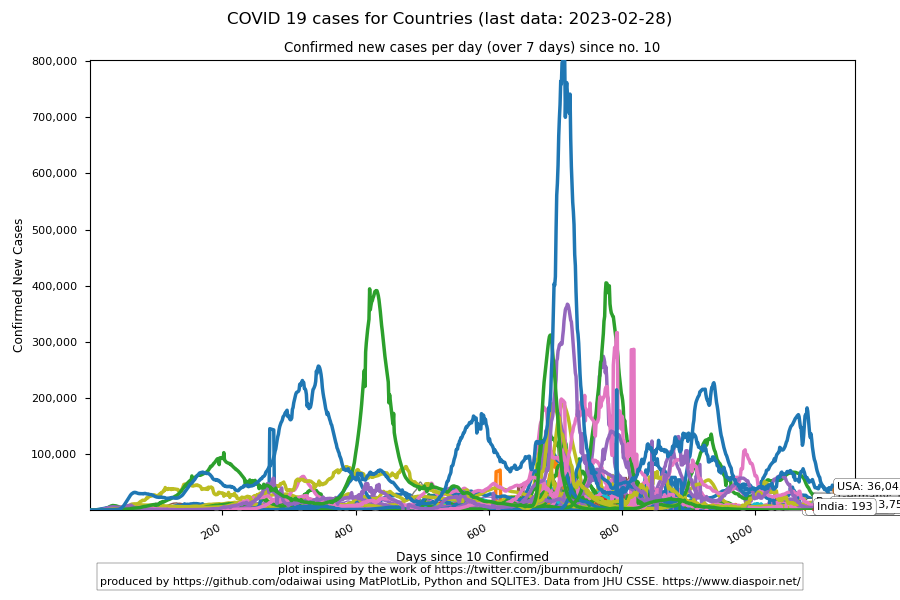 COVID 19 cases for Countries (last data: 2023-02-28)
Confirmed new cases per day (over 7 days) since no. 10
800,000
700,000
600,000
500,000
400,000
300,000
200,000
100,000
Confirmed New Cases
USA: 36,04
India: 193
3,75
200
400
600
800
1000
Days since 10 Confirmed
plot inspired by the work of https://twitter.com/jburnmurdoch/
produced by https://github.com/odaiwai using MatPlotLib, Python and SQLITE3. Data from JHU CSSE. https://www.diaspoir.net/